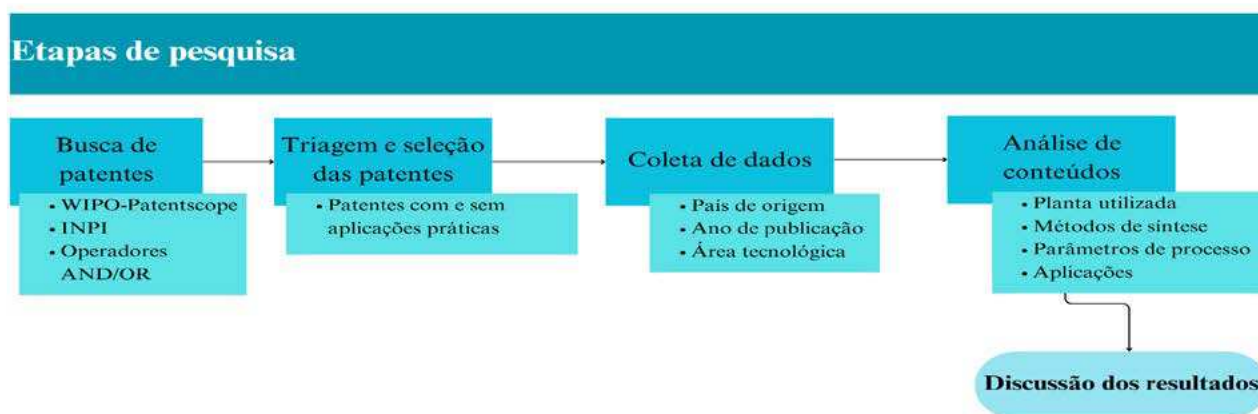 Etapas de pesquisa
Busca de
patentes
• WIPO-Patentscope
• INPI
• Operadores
AND/OR
Triagem e seleção
das patentes
• Patentes com e sem
aplicações práticas
Coleta de dados
• País de origem
• Ano de publicação
• Área tecnológica
Análise de
conteúdos
• Planta utilizada
• Métodos de síntese
• Parâmetros de processo
• Aplicações
Discussão dos resultados